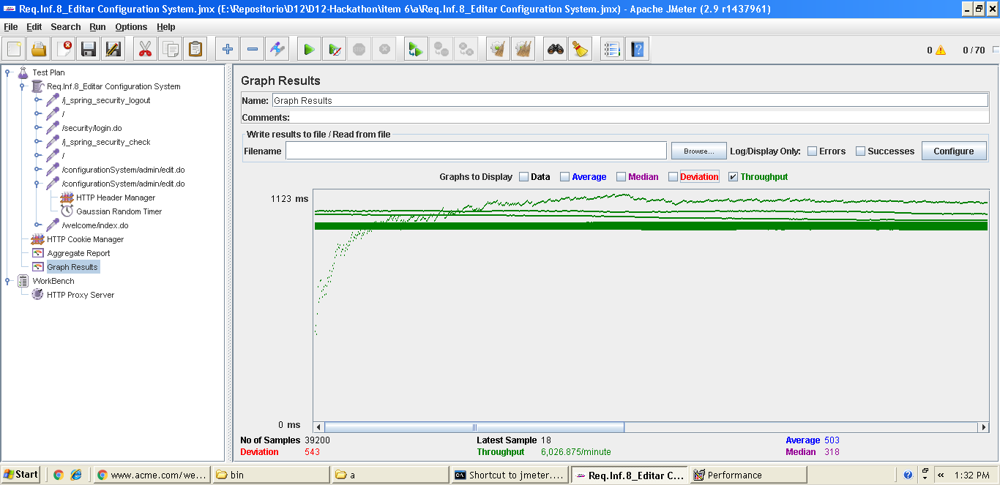 Req.Inf.8_Editar Configuration System.jmx (E:\Repositorio\D12\D12-Hackathon\item 6\a\Req.Inf.8_Editar Configuration System.jmx) - Apache JMeter (2.9 r1437961)
File Edit Search Run Options Help
0 0 / 70
Test Plan
Req.Inf.8_Editar Configuration System
/j_spring_security_logout
/
/security/login.do
/j_spring_security_check
/
/configurationSystem/admin/edit.do
/configurationSystem/admin/edit.do
HTTP Header Manager
Gaussian Random Timer
/welcome/index.do
HTTP Cookie Manager
Aggregate Report
Graph Results
WorkBench
HTTP Proxy Server
Graph Results
Name: Graph Results
Comments:
Write results to file / Read from file
Filename Browse... Log/Display Only: Errors Successes Configure
Graphs to Display Data Average Median Deviation Throughput
1123 ms
0 ms
No of Samples 39200 Latest Sample 18 Average 503
Deviation 543 Throughput 6,026.875/minute Median 318
Start www.acme.com/we... bin a Shortcut to jmeter.... Req.Inf.8_Editar C... Performance « 1:32 PM